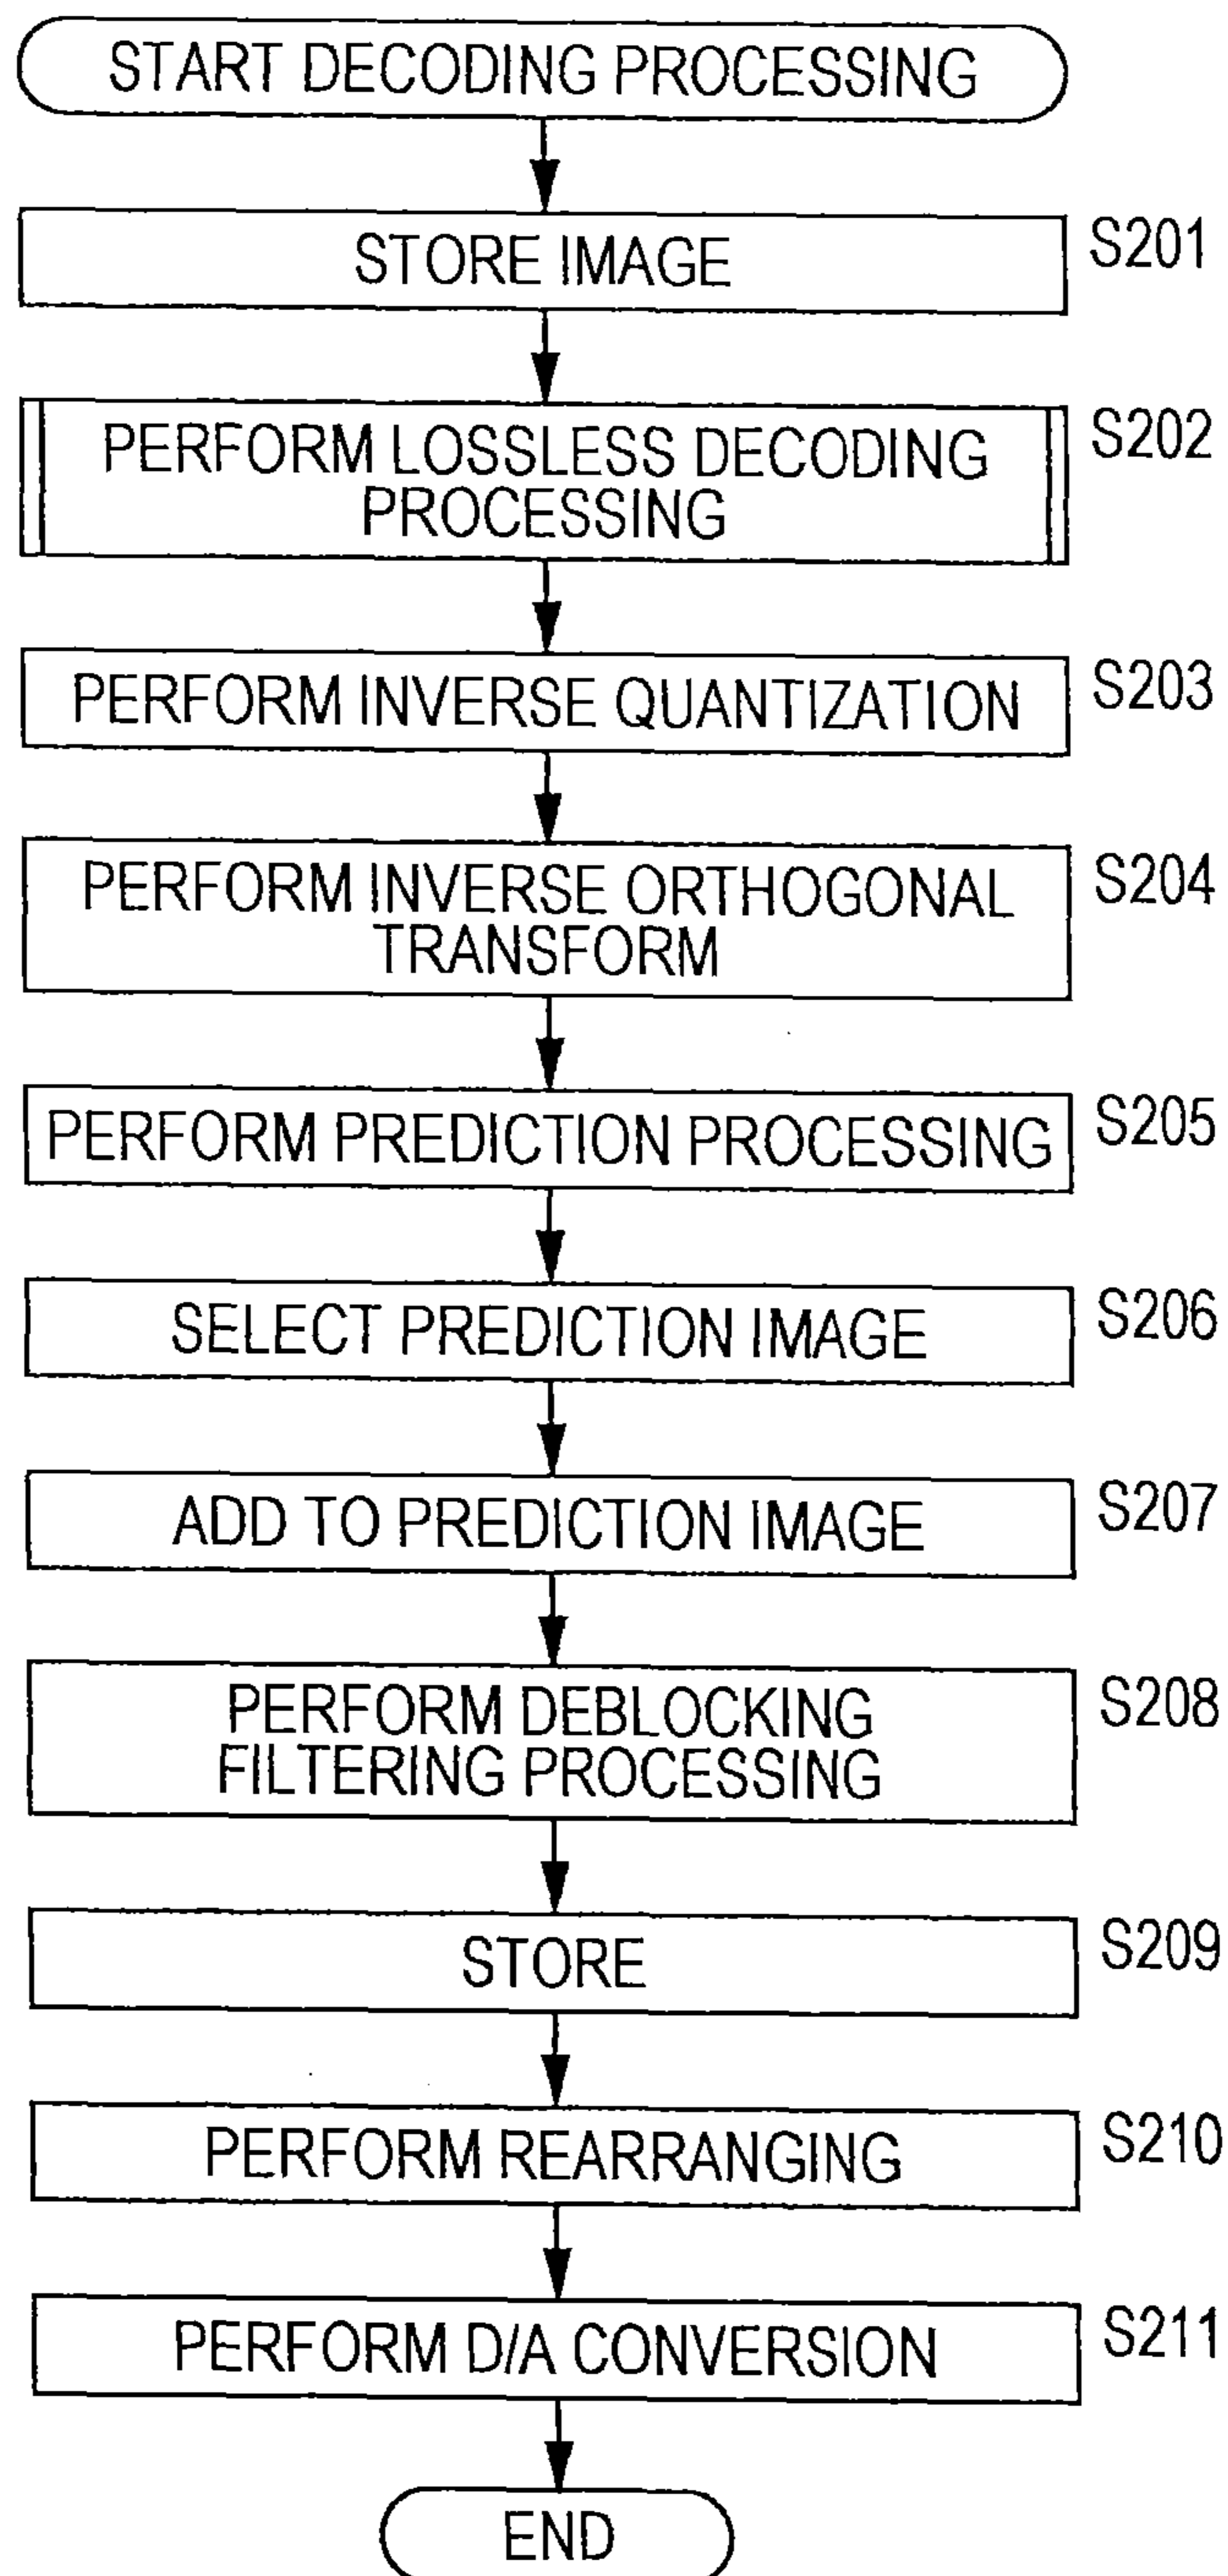 START DECODING PROCESSING
STORE IMAGE
S201
PERFORM LOSSLESS DECODING
PROCESSING
S202
PERFORM INVERSE QUANTIZATION
S203
PERFORM INVERSE ORTHOGONAL
TRANSFORM
S204
PERFORM PREDICTION PROCESSING
S205
SELECT PREDICTION IMAGE
S206
ADD TO PREDICTION IMAGE
S207
PERFORM DEBLOCKING
FILTERING PROCESSING
S208
STORE
S209
PERFORM REARRANGING
S210
PERFORM D/A CONVERSION
S211
END